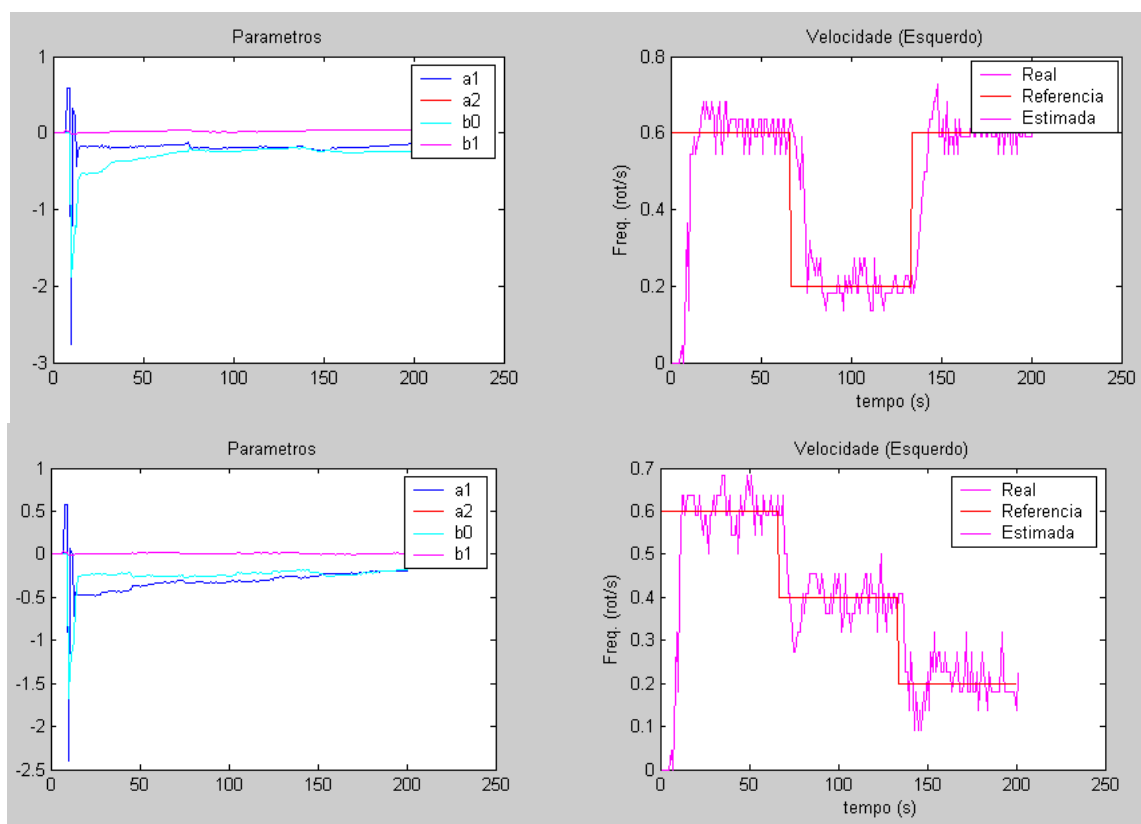 Parametros
1
0
-1
-2
-3
0
50
100
150
200
250
a1
a2
b0
b1
Velocidade (Esquerdo)
Freq. (rot/s)
0.8
0.6
0.4
0.2
0
0
50
100
150
200
250
tempo (s)
Real
Referencia
Estimada
Parametros
1
0.5
0
-0.5
-1
-1.5
-2
-2.5
0
50
100
150
200
250
a1
a2
b0
b1
Velocidade (Esquerdo)
Freq. (rot/s)
0.7
0.6
0.5
0.4
0.3
0.2
0.1
0
0
50
100
150
200
250
tempo (s)
Real
Referencia
Estimada